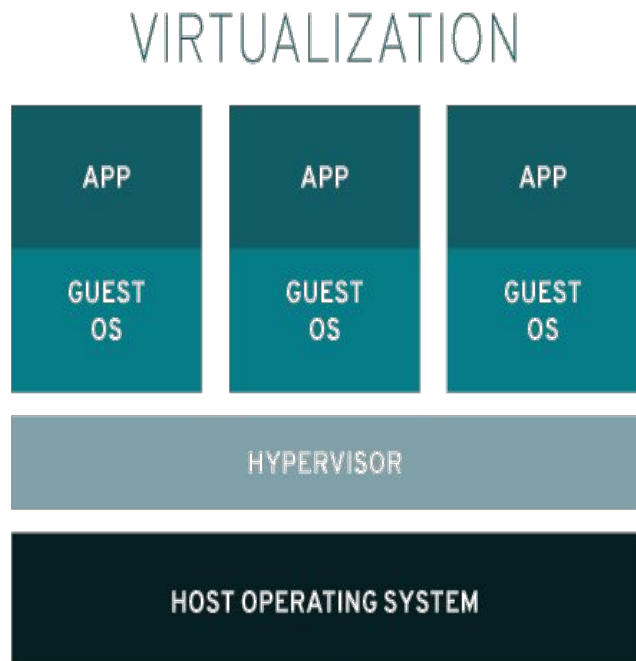 VIRTUALIZATION
APP
APP
APP
GUEST
OS
GUEST
OS
GUEST
OS
HYPERVISOR
HOST OPERATING SYSTEM